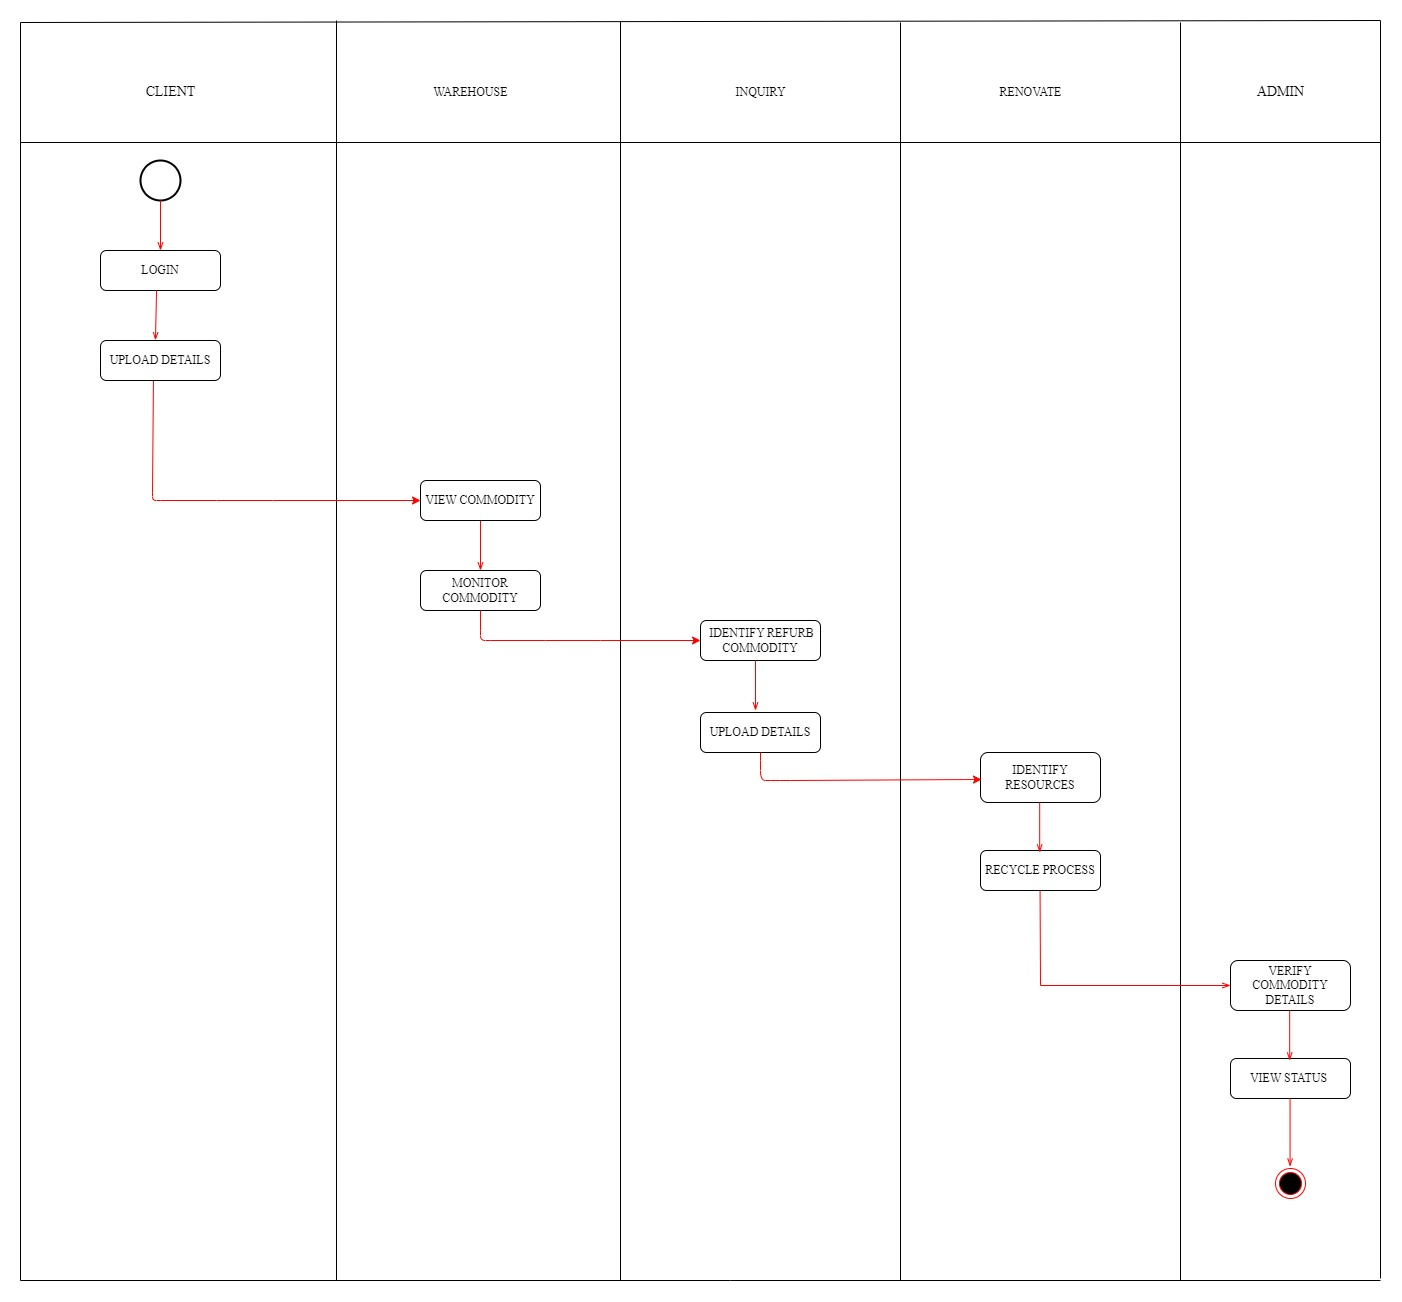 CLIENT
WAREHOUSE
INQUIRY
RENOVATE
ADMIN
LOGIN
UPLOAD DETAILS
VIEW COMMODITY
MONITOR
COMMODITY
IDENTIFY REFURB
COMMODITY
UPLOAD DETAILS
IDENTIFY
RESOURCES
RECYCLE PROCESS
VERIFY
COMMODITY
DETAILS
VIEW STATUS